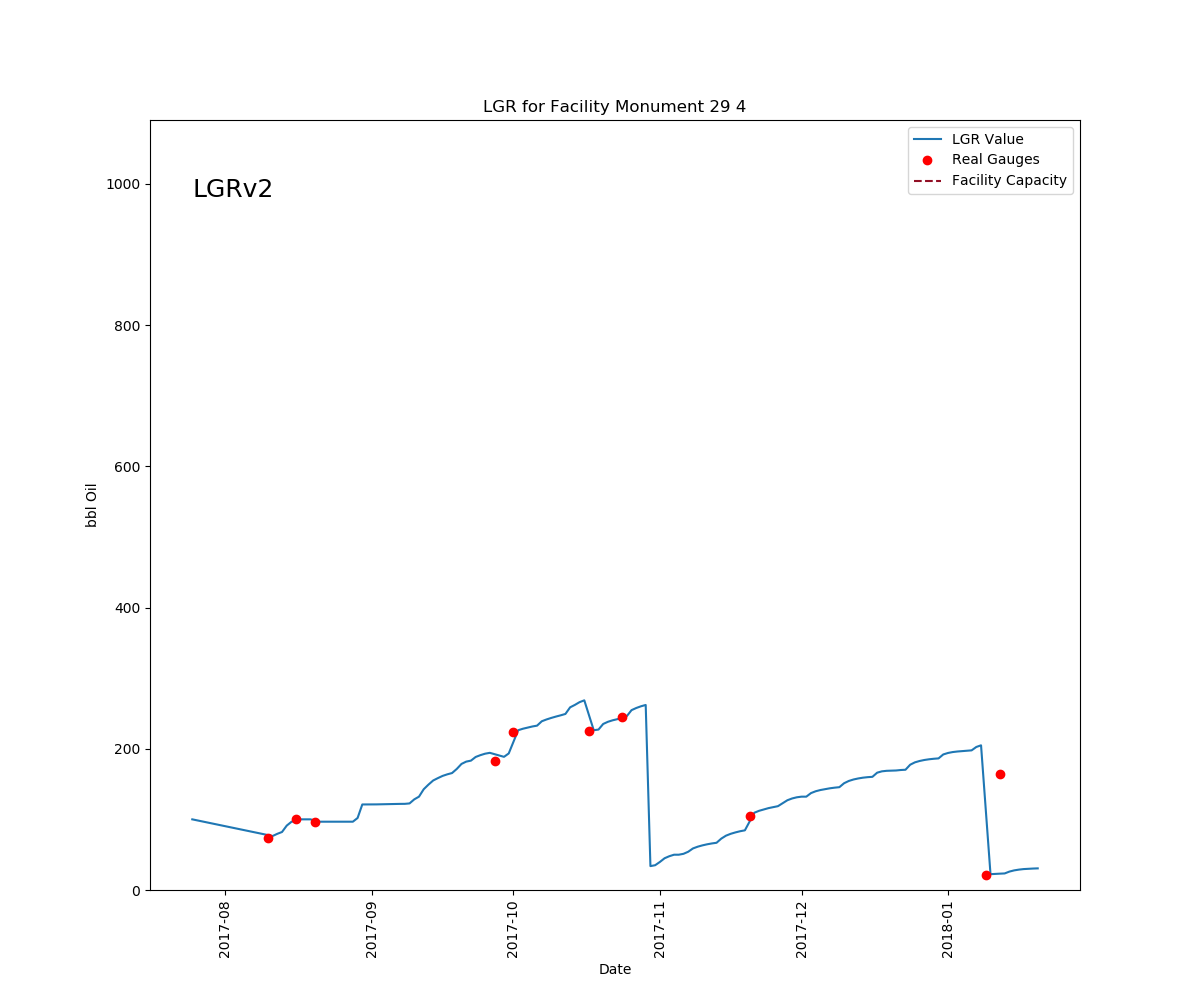 LGR for Facility Monument 29 4
LGRv2
LGR Value
Real Gauges
Facility Capacity
1000
800
600
400
200
0
bbl Oil
2017-08
2017-09
2017-10
2017-11
2017-12
2018-01
Date